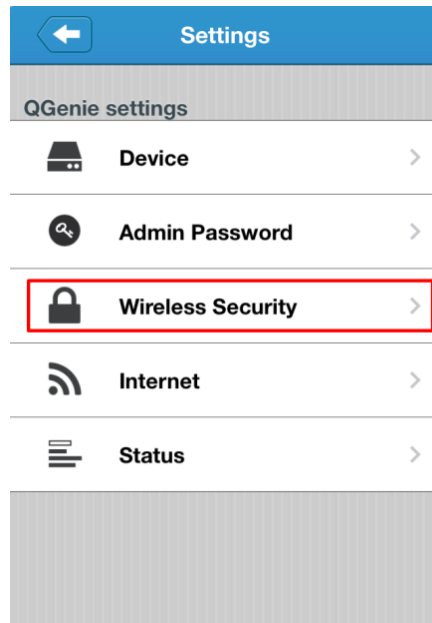 Settings
QGenie settings
Device
Admin Password
Wireless Security
Internet
Status